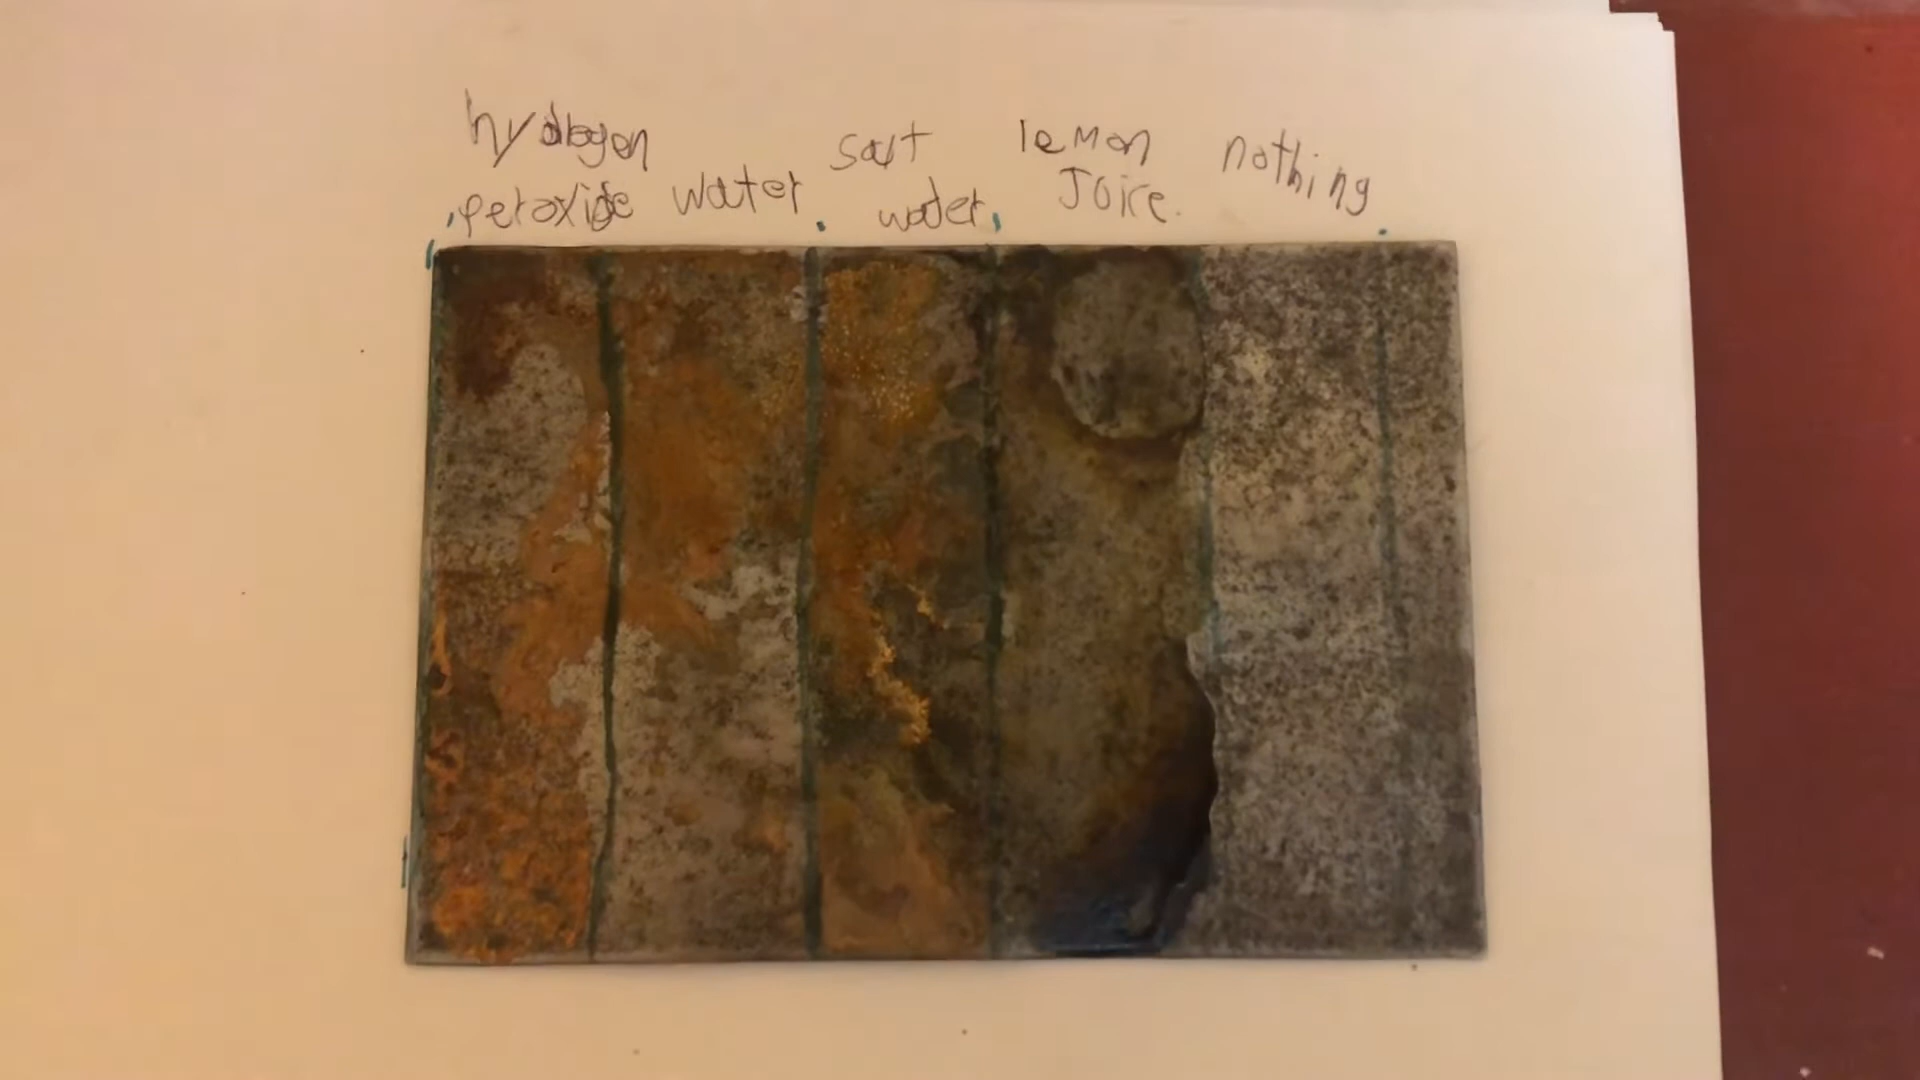 hydrogen
peroxide water salt
water lemon
Joice nothing